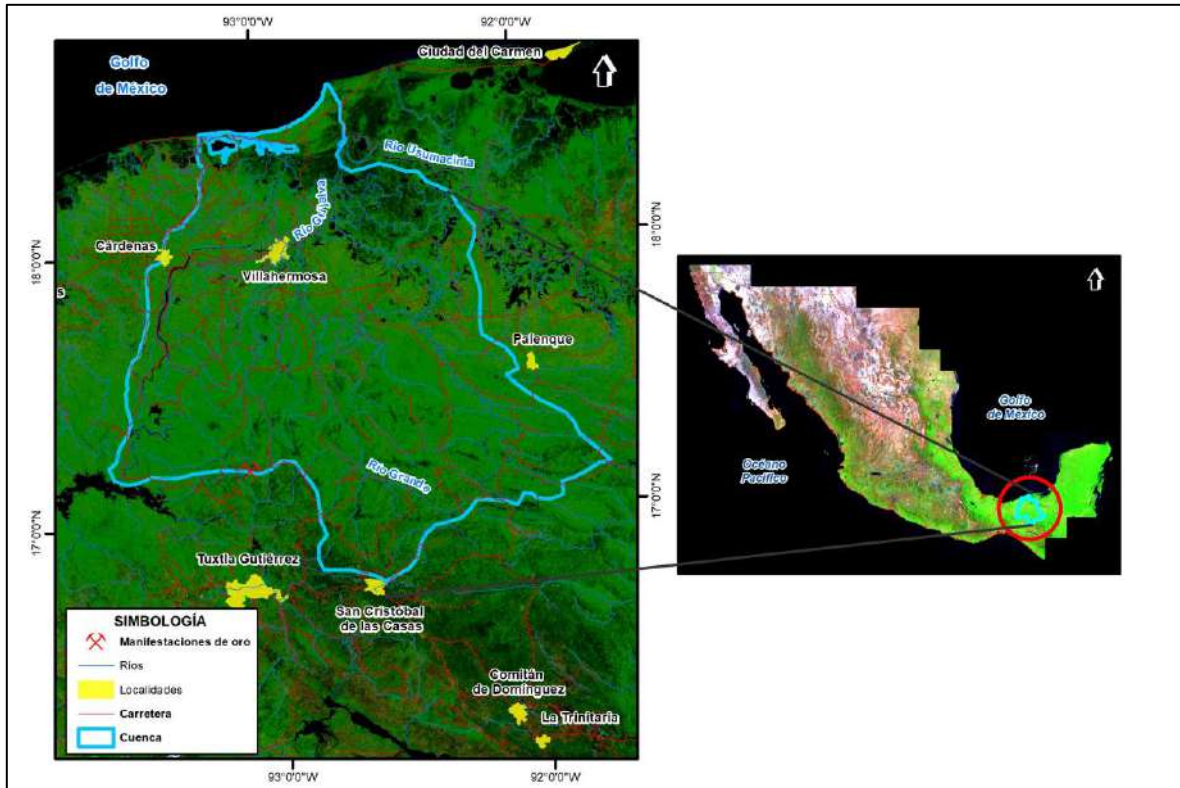 93°0'0"W
92°0'0"W
Ciudad del Carmen
Golfo
de México
Río Usumacinta
Río Grijalva
18°0'0"N
18°0'0"N
Cárdenas
Villahermosa
s
Palenque
Golfo
de México
Océano
Pacífico
Río Grande
17°0'0"N
17°0'0"N
Tuxtla Gutiérrez
San Cristóbal
de las Casas
SIMBOLOGÍA
Manifestaciones de oro
Ríos
Localidades
Carretera
Cuenca
Comitán
de Domínguez
La Trinitaria
93°0'0"W
92°0'0"W